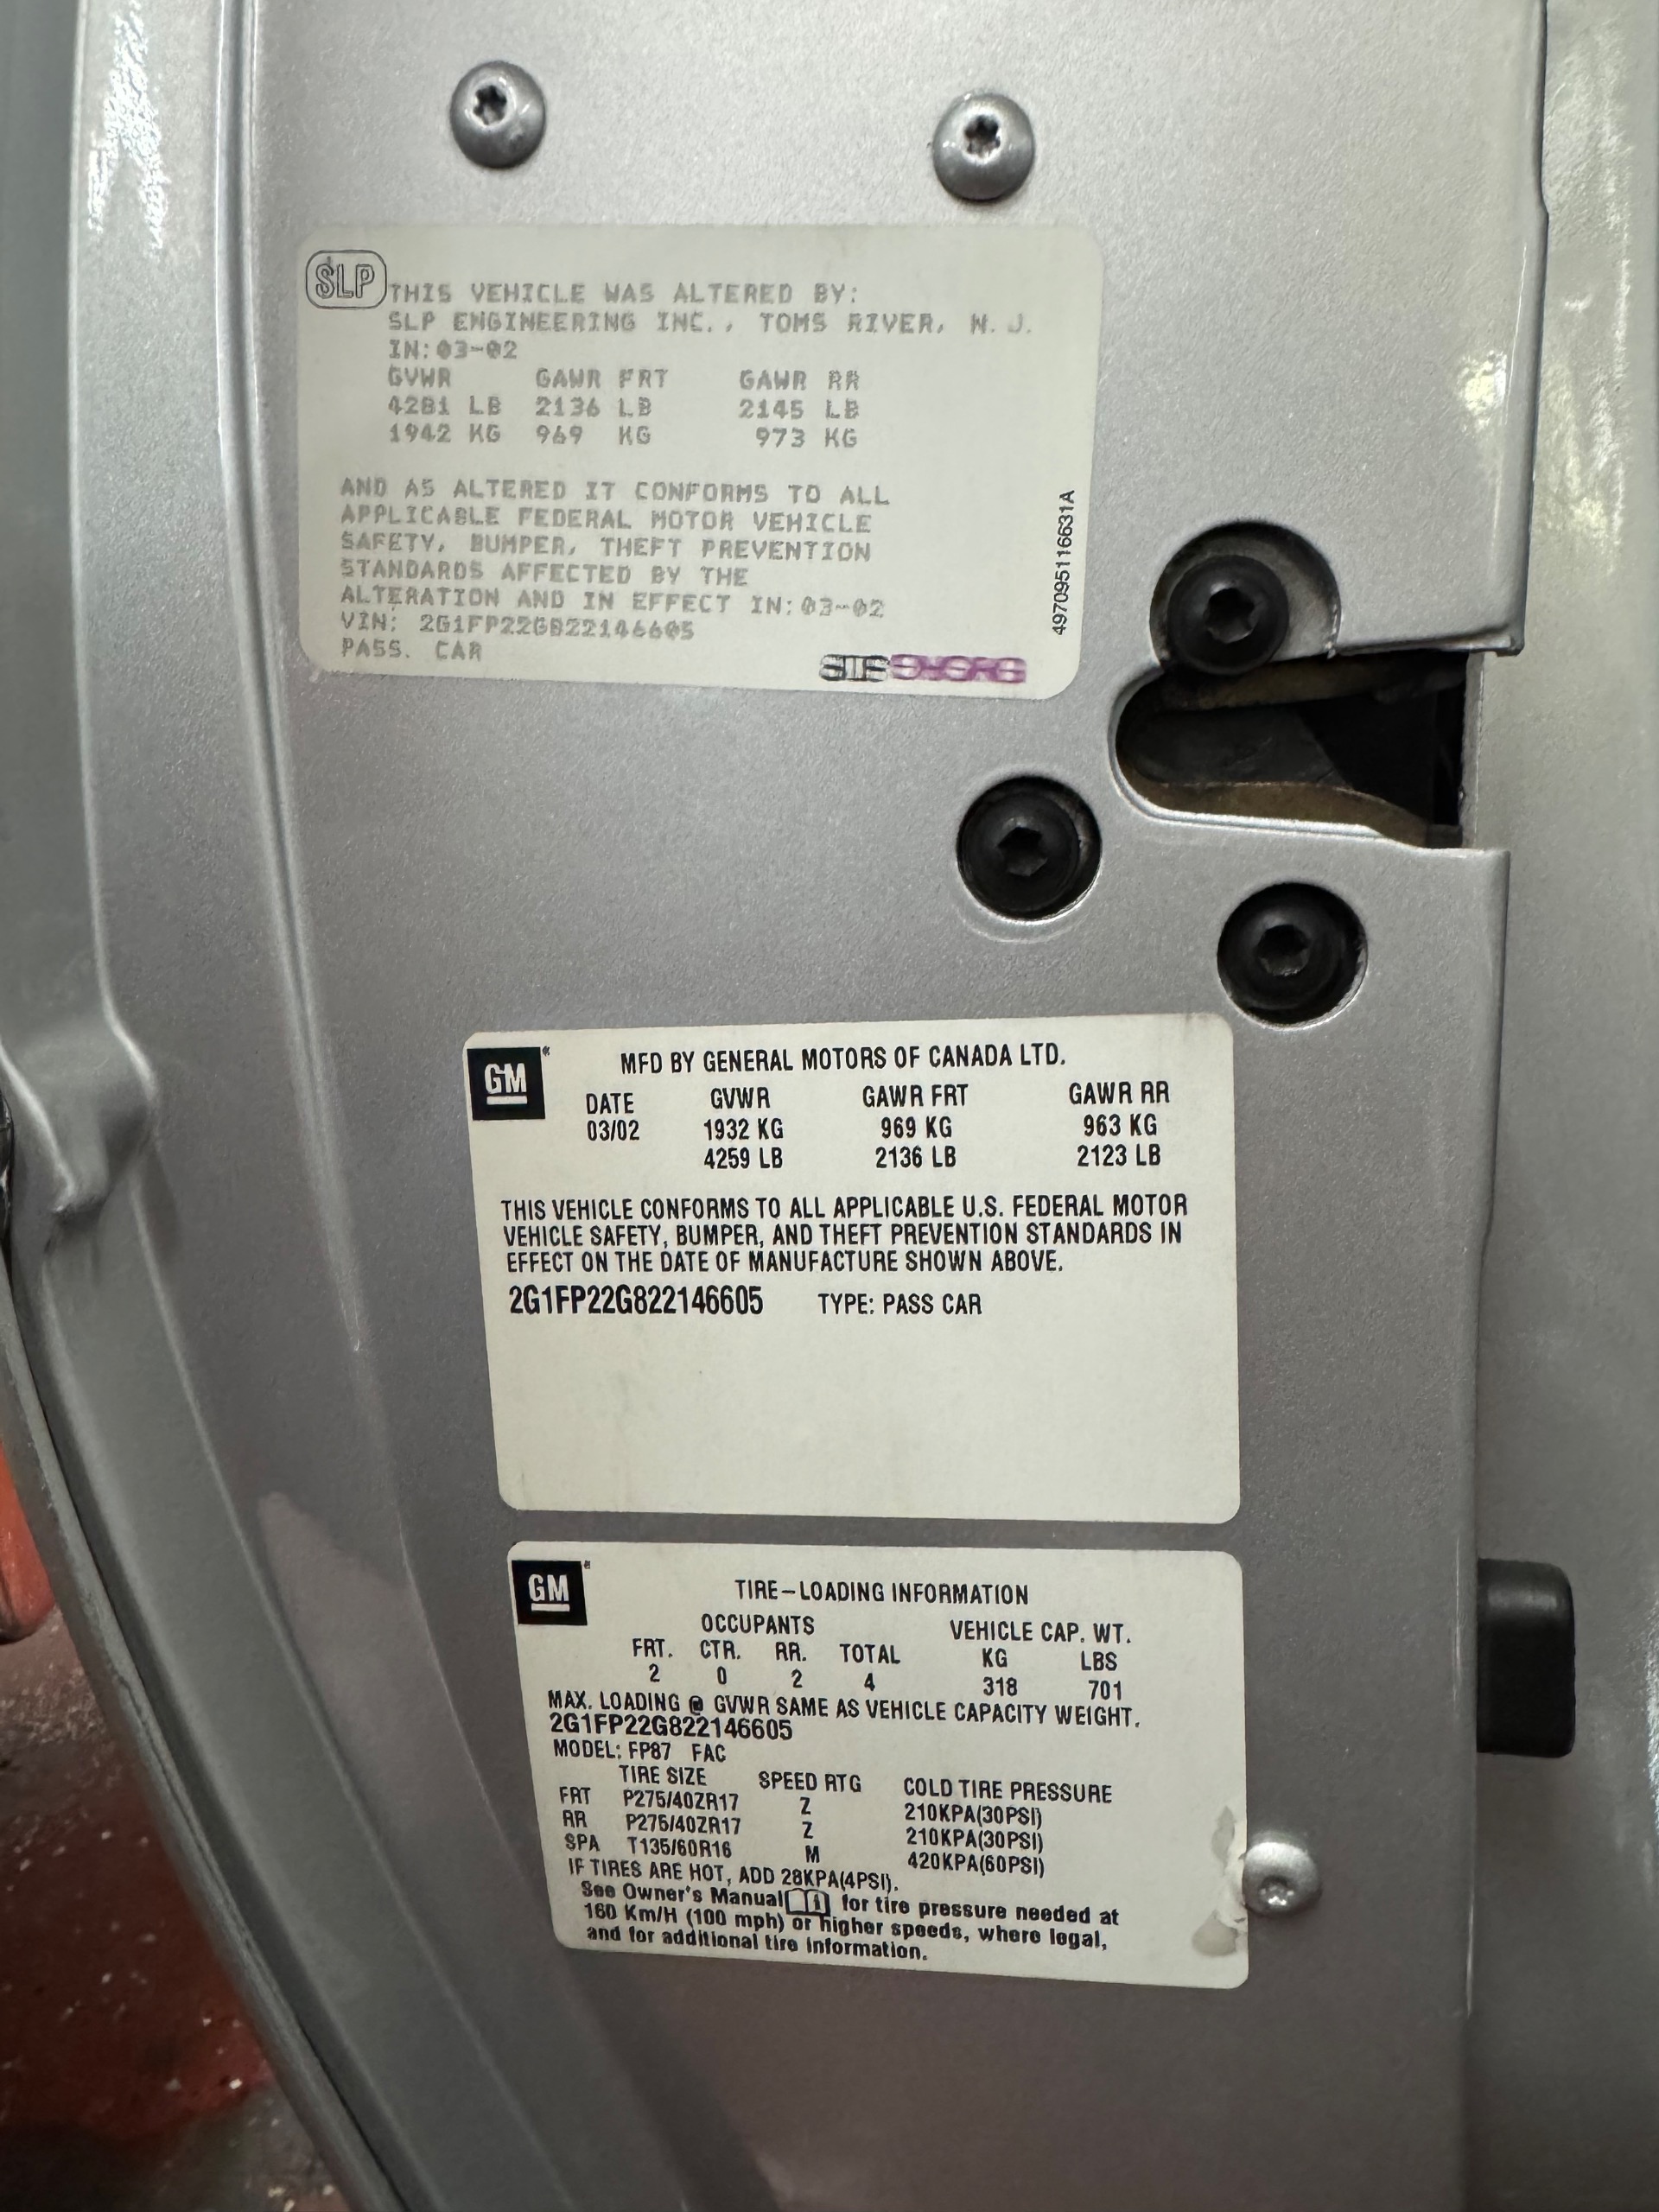 SLP
THIS VEHICLE WAS ALTERED BY:
SLP ENGINEERING INC., TOMS RIVER, N.J.
IN:03-02
GVWR GAWR FRT GAWR RR
4281 LB 2136 LB 2145 LB
1942 KG 969 KG 973 KG
AND AS ALTERED IT CONFORMS TO ALL
APPLICABLE FEDERAL MOTOR VEHICLE
SAFETY, BUMPER, THEFT PREVENTION
STANDARDS AFFECTED BY THE
ALTERATION AND IN EFFECT IN:03-02
VIN: 2G1FP22G822146605
PASS. CAR
497095116631A
GM
MFD BY GENERAL MOTORS OF CANADA LTD.
DATE GVWR GAWR FRT GAWR RR
03/02 1932 KG 969 KG 963 KG
4259 LB 2136 LB 2123 LB
THIS VEHICLE CONFORMS TO ALL APPLICABLE U.S. FEDERAL MOTOR
VEHICLE SAFETY, BUMPER, AND THEFT PREVENTION STANDARDS IN
EFFECT ON THE DATE OF MANUFACTURE SHOWN ABOVE.
2G1FP22G822146605 TYPE: PASS CAR
GM
TIRE-LOADING INFORMATION
OCCUPANTS VEHICLE CAP. WT.
FRT. CTR. RR. TOTAL KG LBS
2 0 2 4 318 701
MAX. LOADING @ GVWR SAME AS VEHICLE CAPACITY WEIGHT.
2G1FP22G822146605
MODEL: FP87 FAC
TIRE SIZE SPEED RTG COLD TIRE PRESSURE
FRT P275/40ZR17 Z 210KPA(30PSI)
RR P275/40ZR17 Z 210KPA(30PSI)
SPA T135/60R16 M 420KPA(60PSI)
IF TIRES ARE HOT, ADD 28KPA(4PSI).
See Owner's Manual for tire pressure needed at
160 Km/H (100 mph) or higher speeds, where legal,
and for additional tire information.